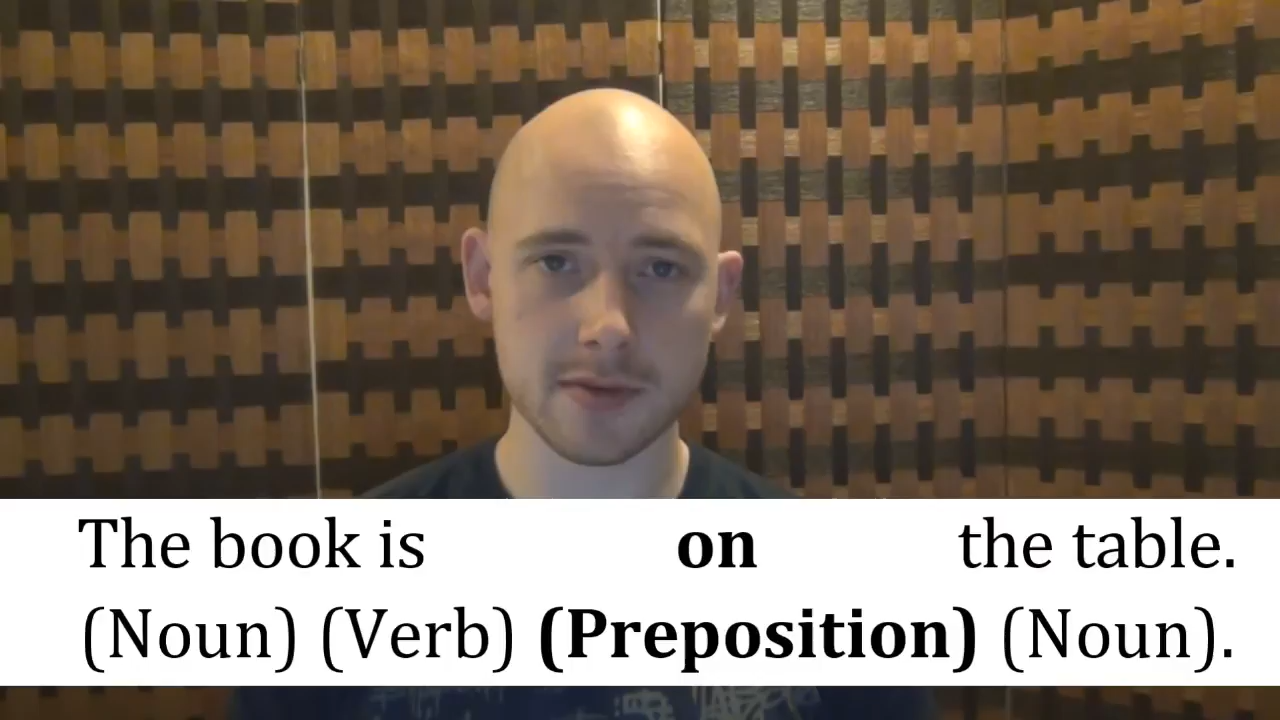 The book is on the table.
(Noun) (Verb) (Preposition) (Noun).